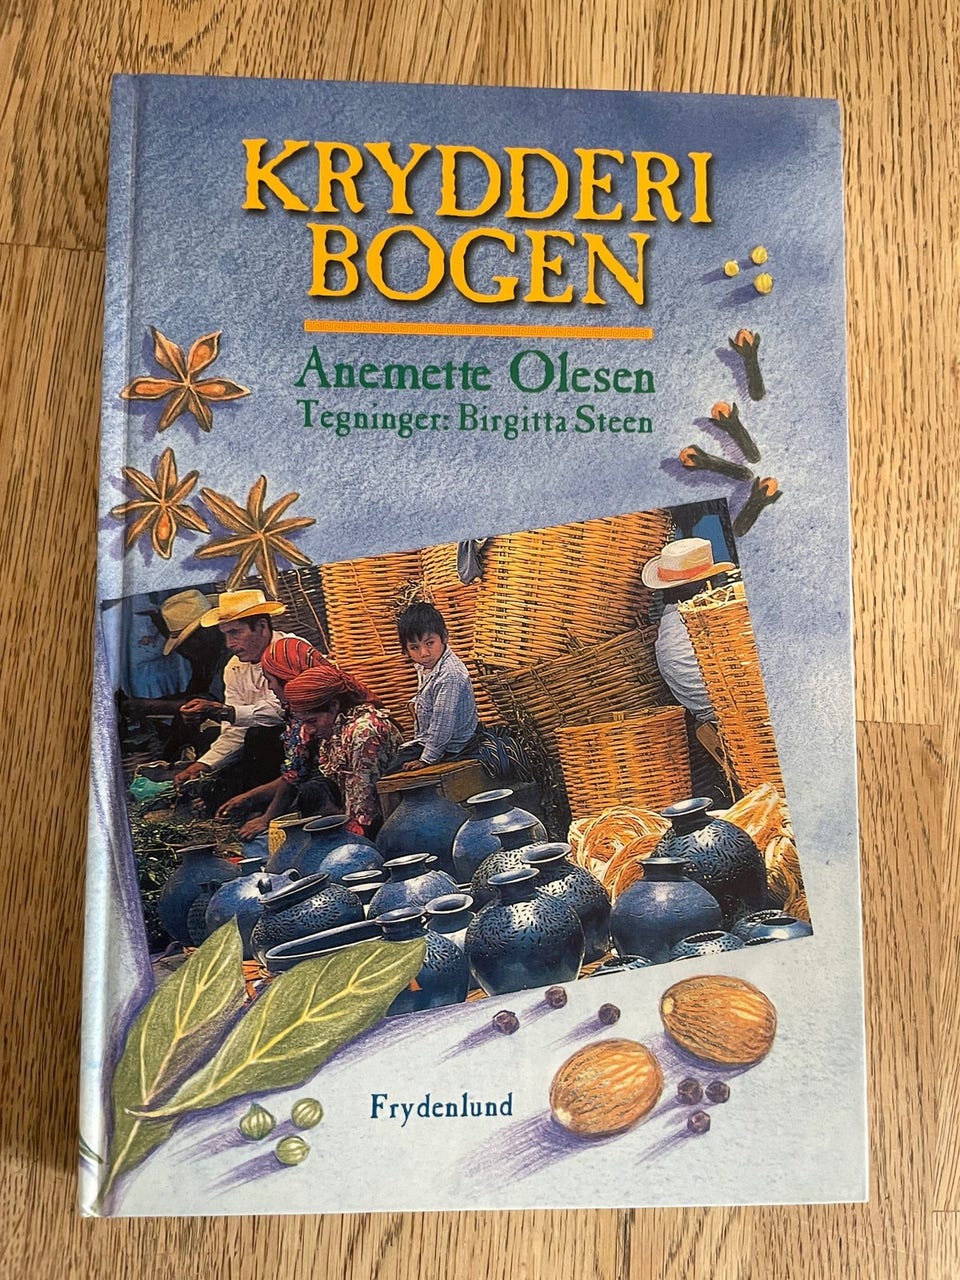 KRYDDERI
BOGEN
Anemette Olesen
Tegninger: Birgitta Steen
Frydenlund